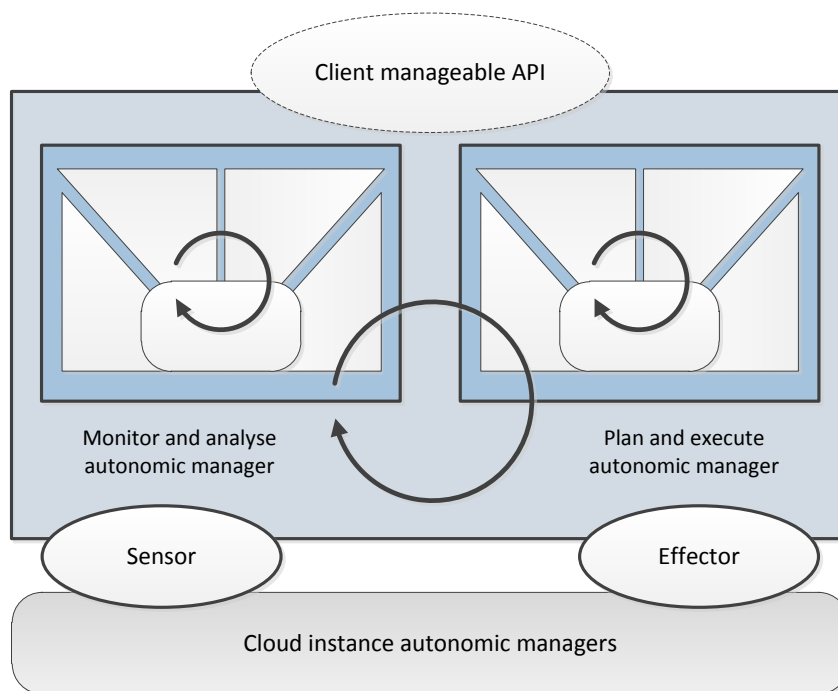 Client manageable API
Monitor and analyse
autonomic manager
Plan and execute
autonomic manager
Sensor
Effector
Cloud instance autonomic managers